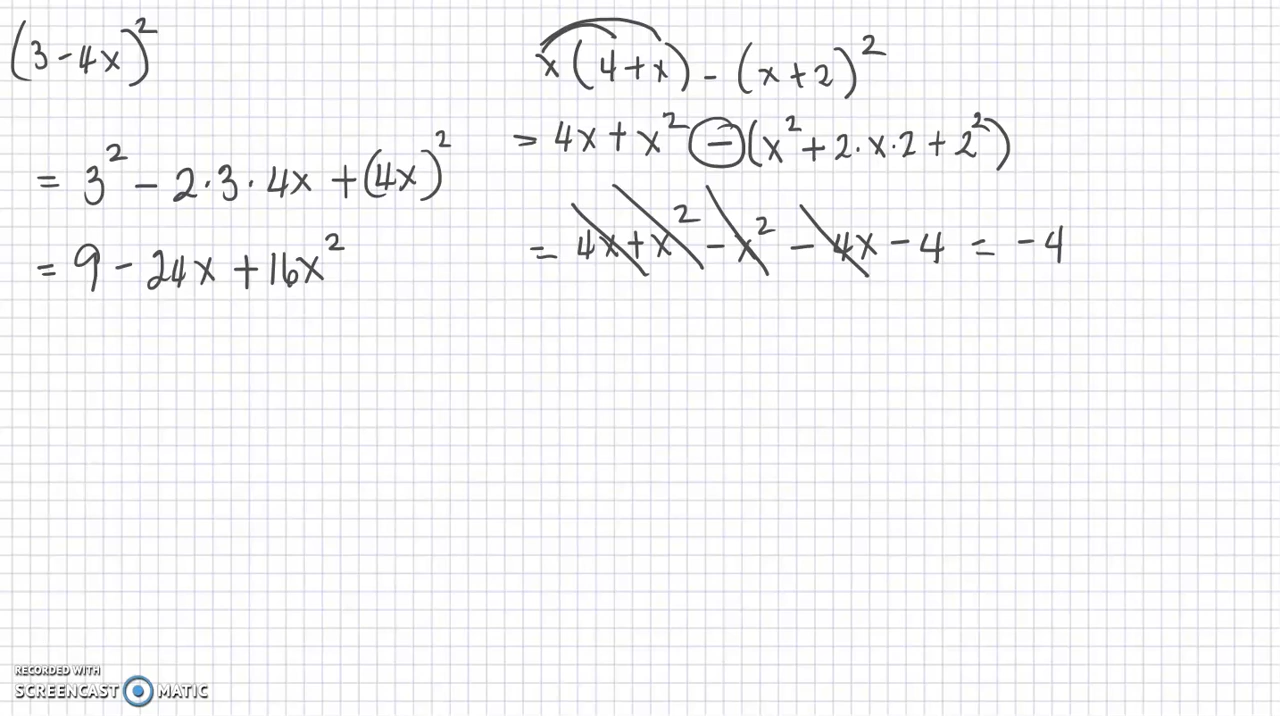 (3-4x)²
= 3² - 2·3·4x + (4x)²
= 9 - 24x + 16x²
x(4+x) - (x+2)²
= 4x + x² - (x² + 2·x·2 + 2²)
= 4x + x² - x² - 4x - 4 = -4
RECORDED WITH
SCREENCAST MATIC